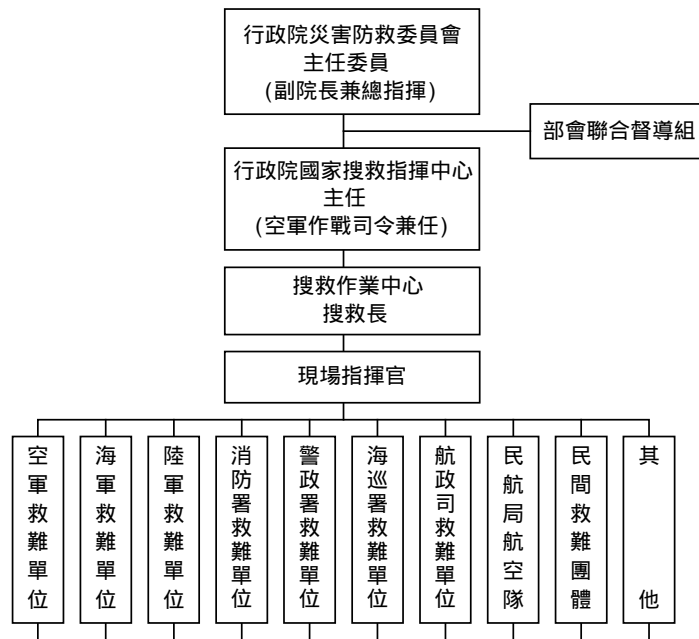 行政院災害防救委員會
主任委員
(副院長兼總指揮)
部會聯合督導組
行政院國家搜救指揮中心
主任
(空軍作戰司令兼任)
搜救作業中心
搜救長
現場指揮官
空軍救難單位
海軍救難單位
陸軍救難單位
消防署救難單位
警政署救難單位
海巡署救難單位
航政司救難單位
民航局航空隊
民間救難團體
其他